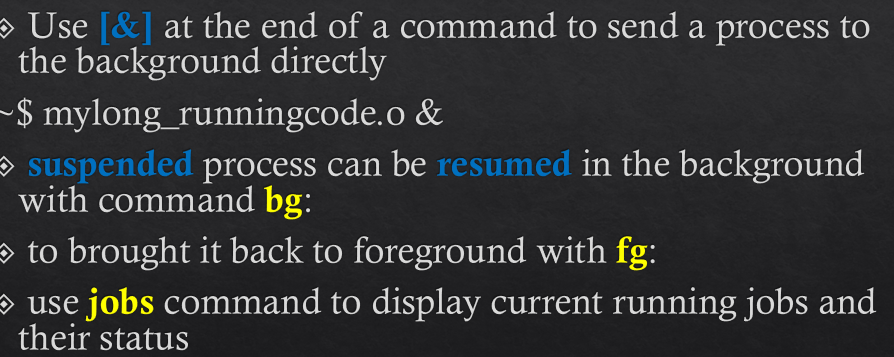 Use [&] at the end of a command to send a process to
the background directly
~$ mylong_runningcode.o &
suspended process can be resumed in the background
with command bg:
to brought it back to foreground with fg:
use jobs command to display current running jobs and
their status